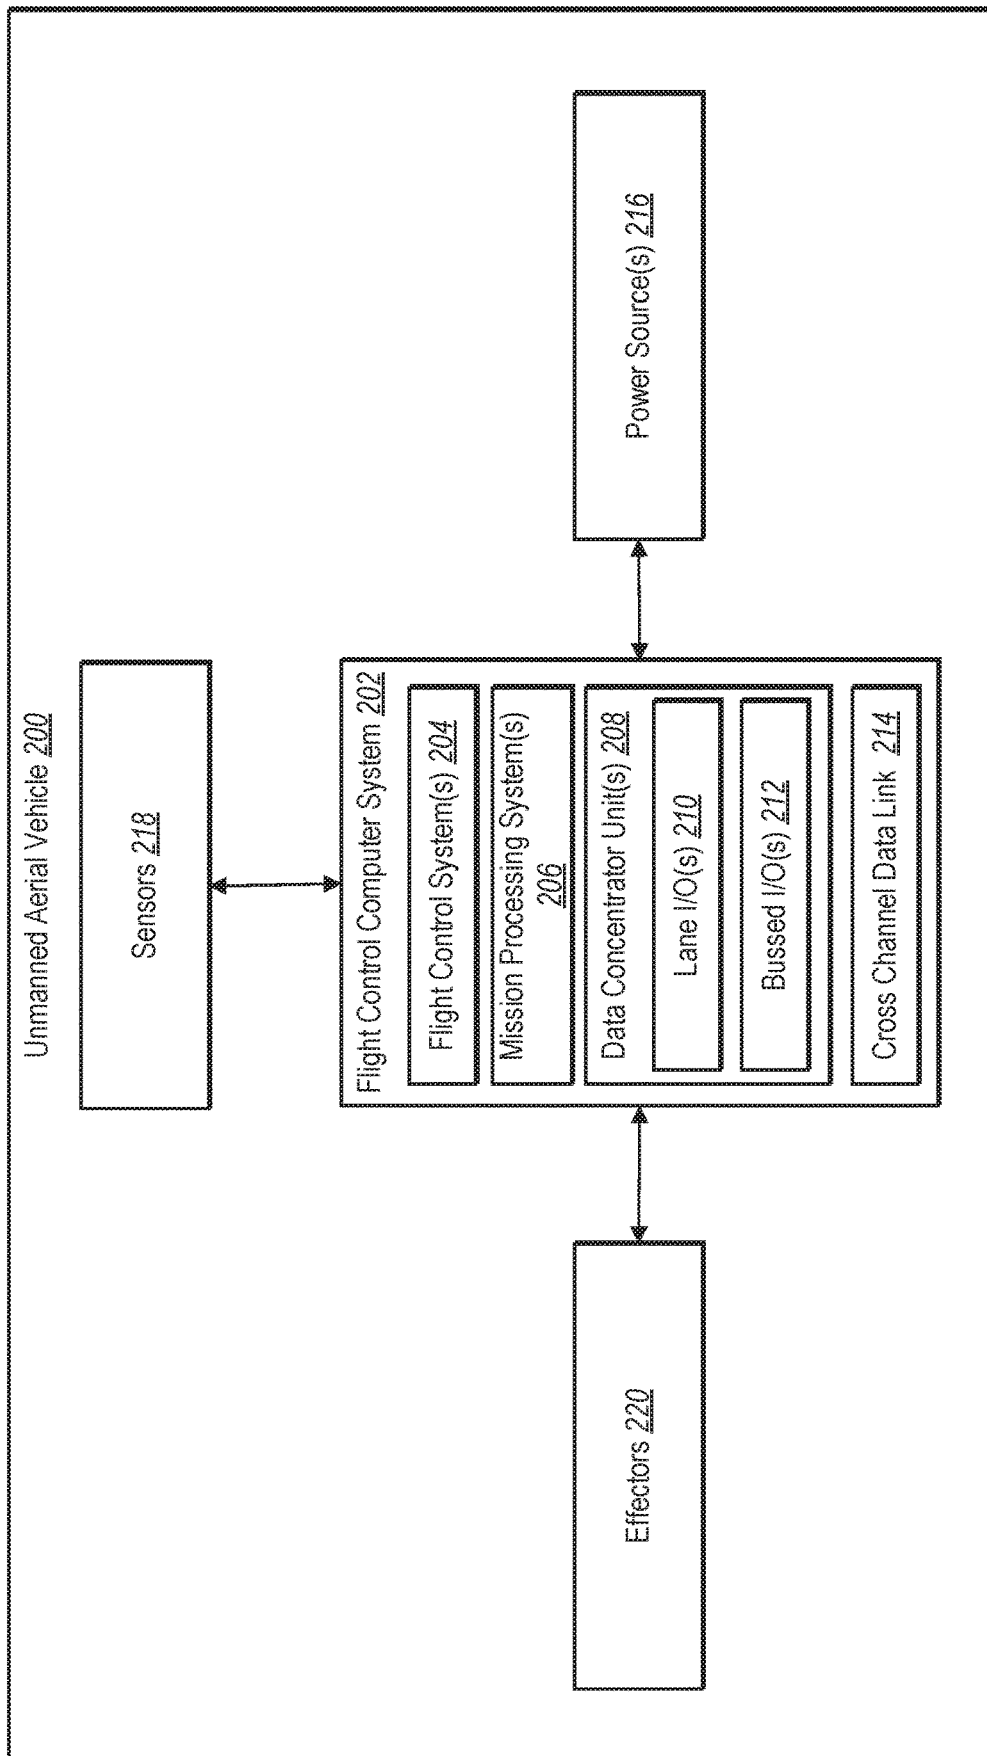 Unmanned Aerial Vehicle 200
Sensors 218
Flight Control Computer System 202
Flight Control System(s) 204
Mission Processing System(s)
206
Data Concentrator Unit(s) 208
Lane I/O(s) 210
Bussed I/O(s) 212
Cross Channel Data Link 214
Effectors 220
Power Source(s) 216